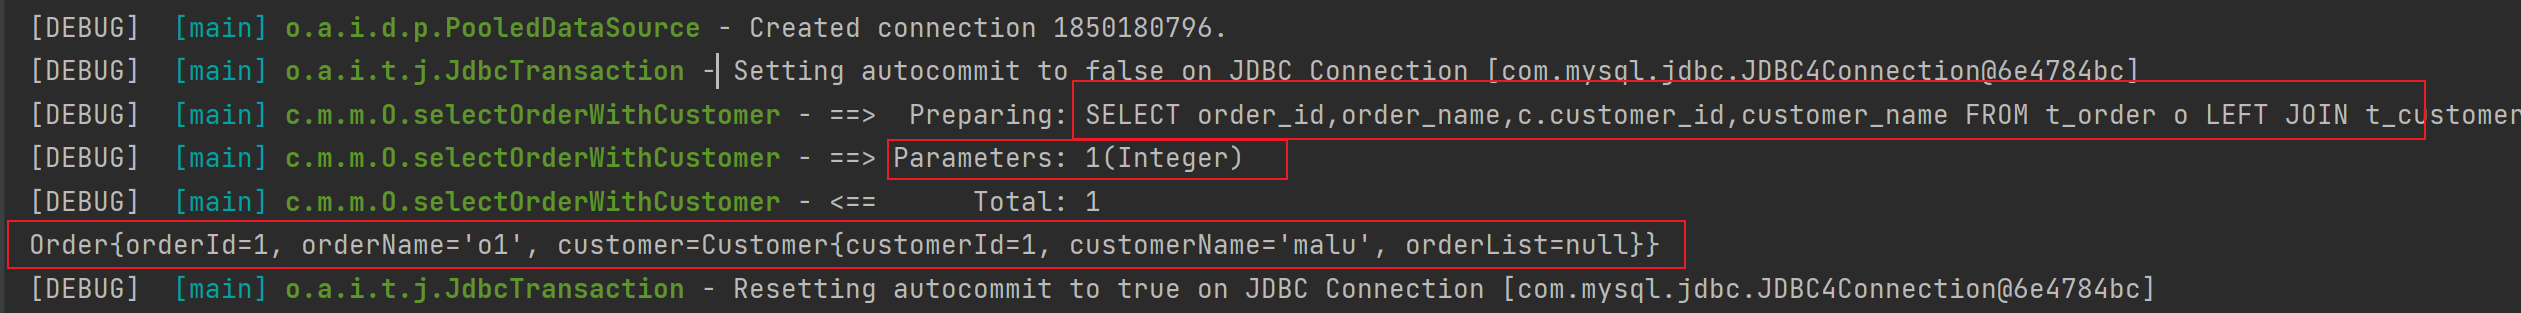 [DEBUG] [main] o.a.i.d.p.PooledDataSource - Created connection 1850180796.
[DEBUG] [main] o.a.i.t.j.JdbcTransaction - Setting autocommit to false on JDBC Connection [com.mysql.jdbc.JDBC4Connection@6e4784bc]
[DEBUG] [main] c.m.m.O.selectOrderWithCustomer - ==>  Preparing: SELECT order_id,order_name,c.customer_id,customer_name FROM t_order o LEFT JOIN t_customer
[DEBUG] [main] c.m.m.O.selectOrderWithCustomer - ==> Parameters: 1(Integer)
[DEBUG] [main] c.m.m.O.selectOrderWithCustomer - <==      Total: 1
Order{orderId=1, orderName='o1', customer=Customer{customerId=1, customerName='malu', orderList=null}}
[DEBUG] [main] o.a.i.t.j.JdbcTransaction - Resetting autocommit to true on JDBC Connection [com.mysql.jdbc.JDBC4Connection@6e4784bc]